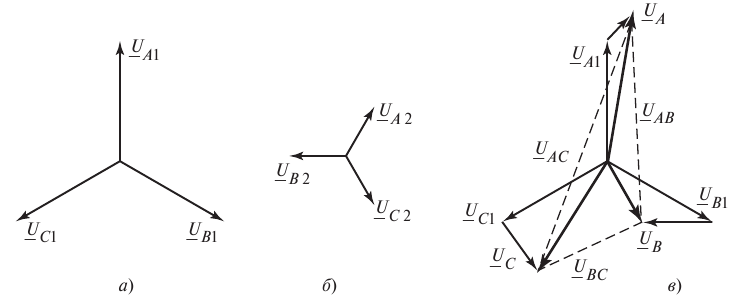 U_A1
U_C1
U_B1
а)
U_A2
U_B2
U_C2
б)
U_A
U_A1
U_AB
U_AC
U_C1
U_B1
U_C
U_B
U_BC
в)